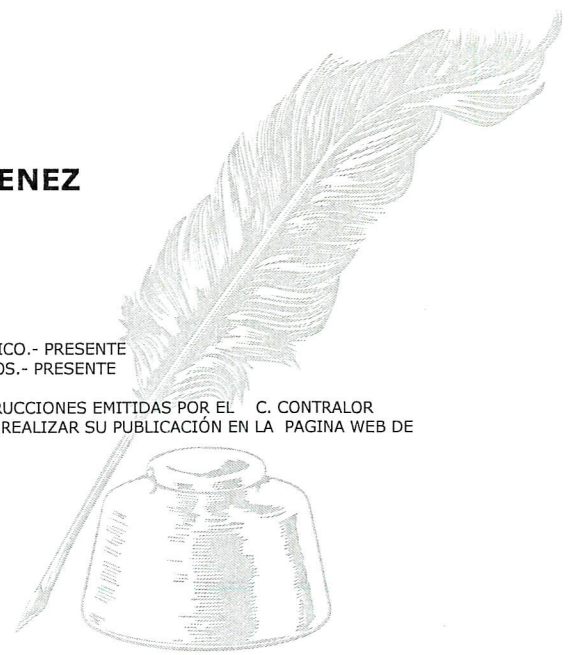 ENEZ
ICO.- PRESENTE
OS.- PRESENTE
RUCCIONES EMITIDAS POR EL C. CONTRALOR
REALIZAR SU PUBLICACIÓN EN LA PAGINA WEB DE